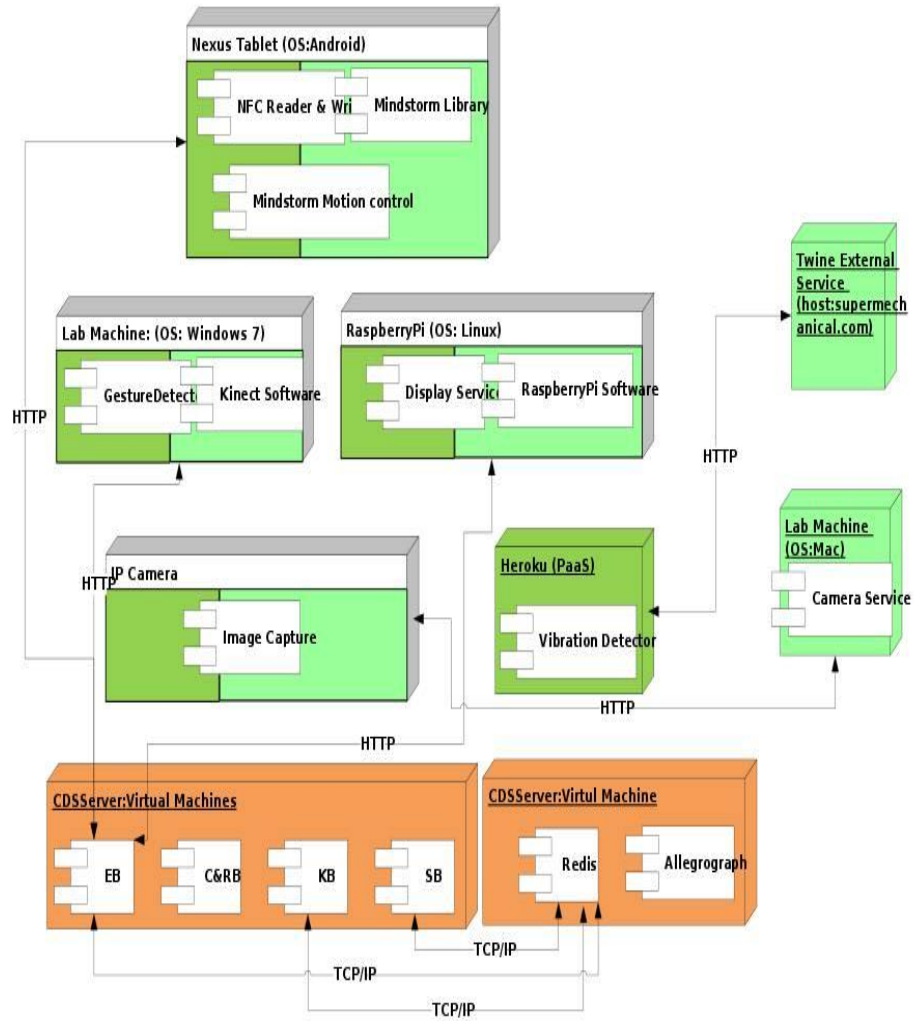 Nexus Tablet (OS:Android)
NFC Reader & Wri
Mindstorm Library
Mindstorm Motion control
Twine External
Service
(host:supermech
anical.com)
Lab Machine: (OS: Windows 7)
GestureDetect
Kinect Software
RaspberryPi (OS: Linux)
Display Service
RaspberryPi Software
HTTP
HTTP
Lab Machine
(OS:Mac)
Camera Service
Heroku (PaaS)
Vibration Detector
IP Camera
HTTP
Image Capture
HTTP
HTTP
CDSServer:Virtual Machines
EB
C&RB
KB
SB
CDSServer:Virtul Machine
Redis
Allegrograph
TCP/IP
TCP/IP
TCP/IP